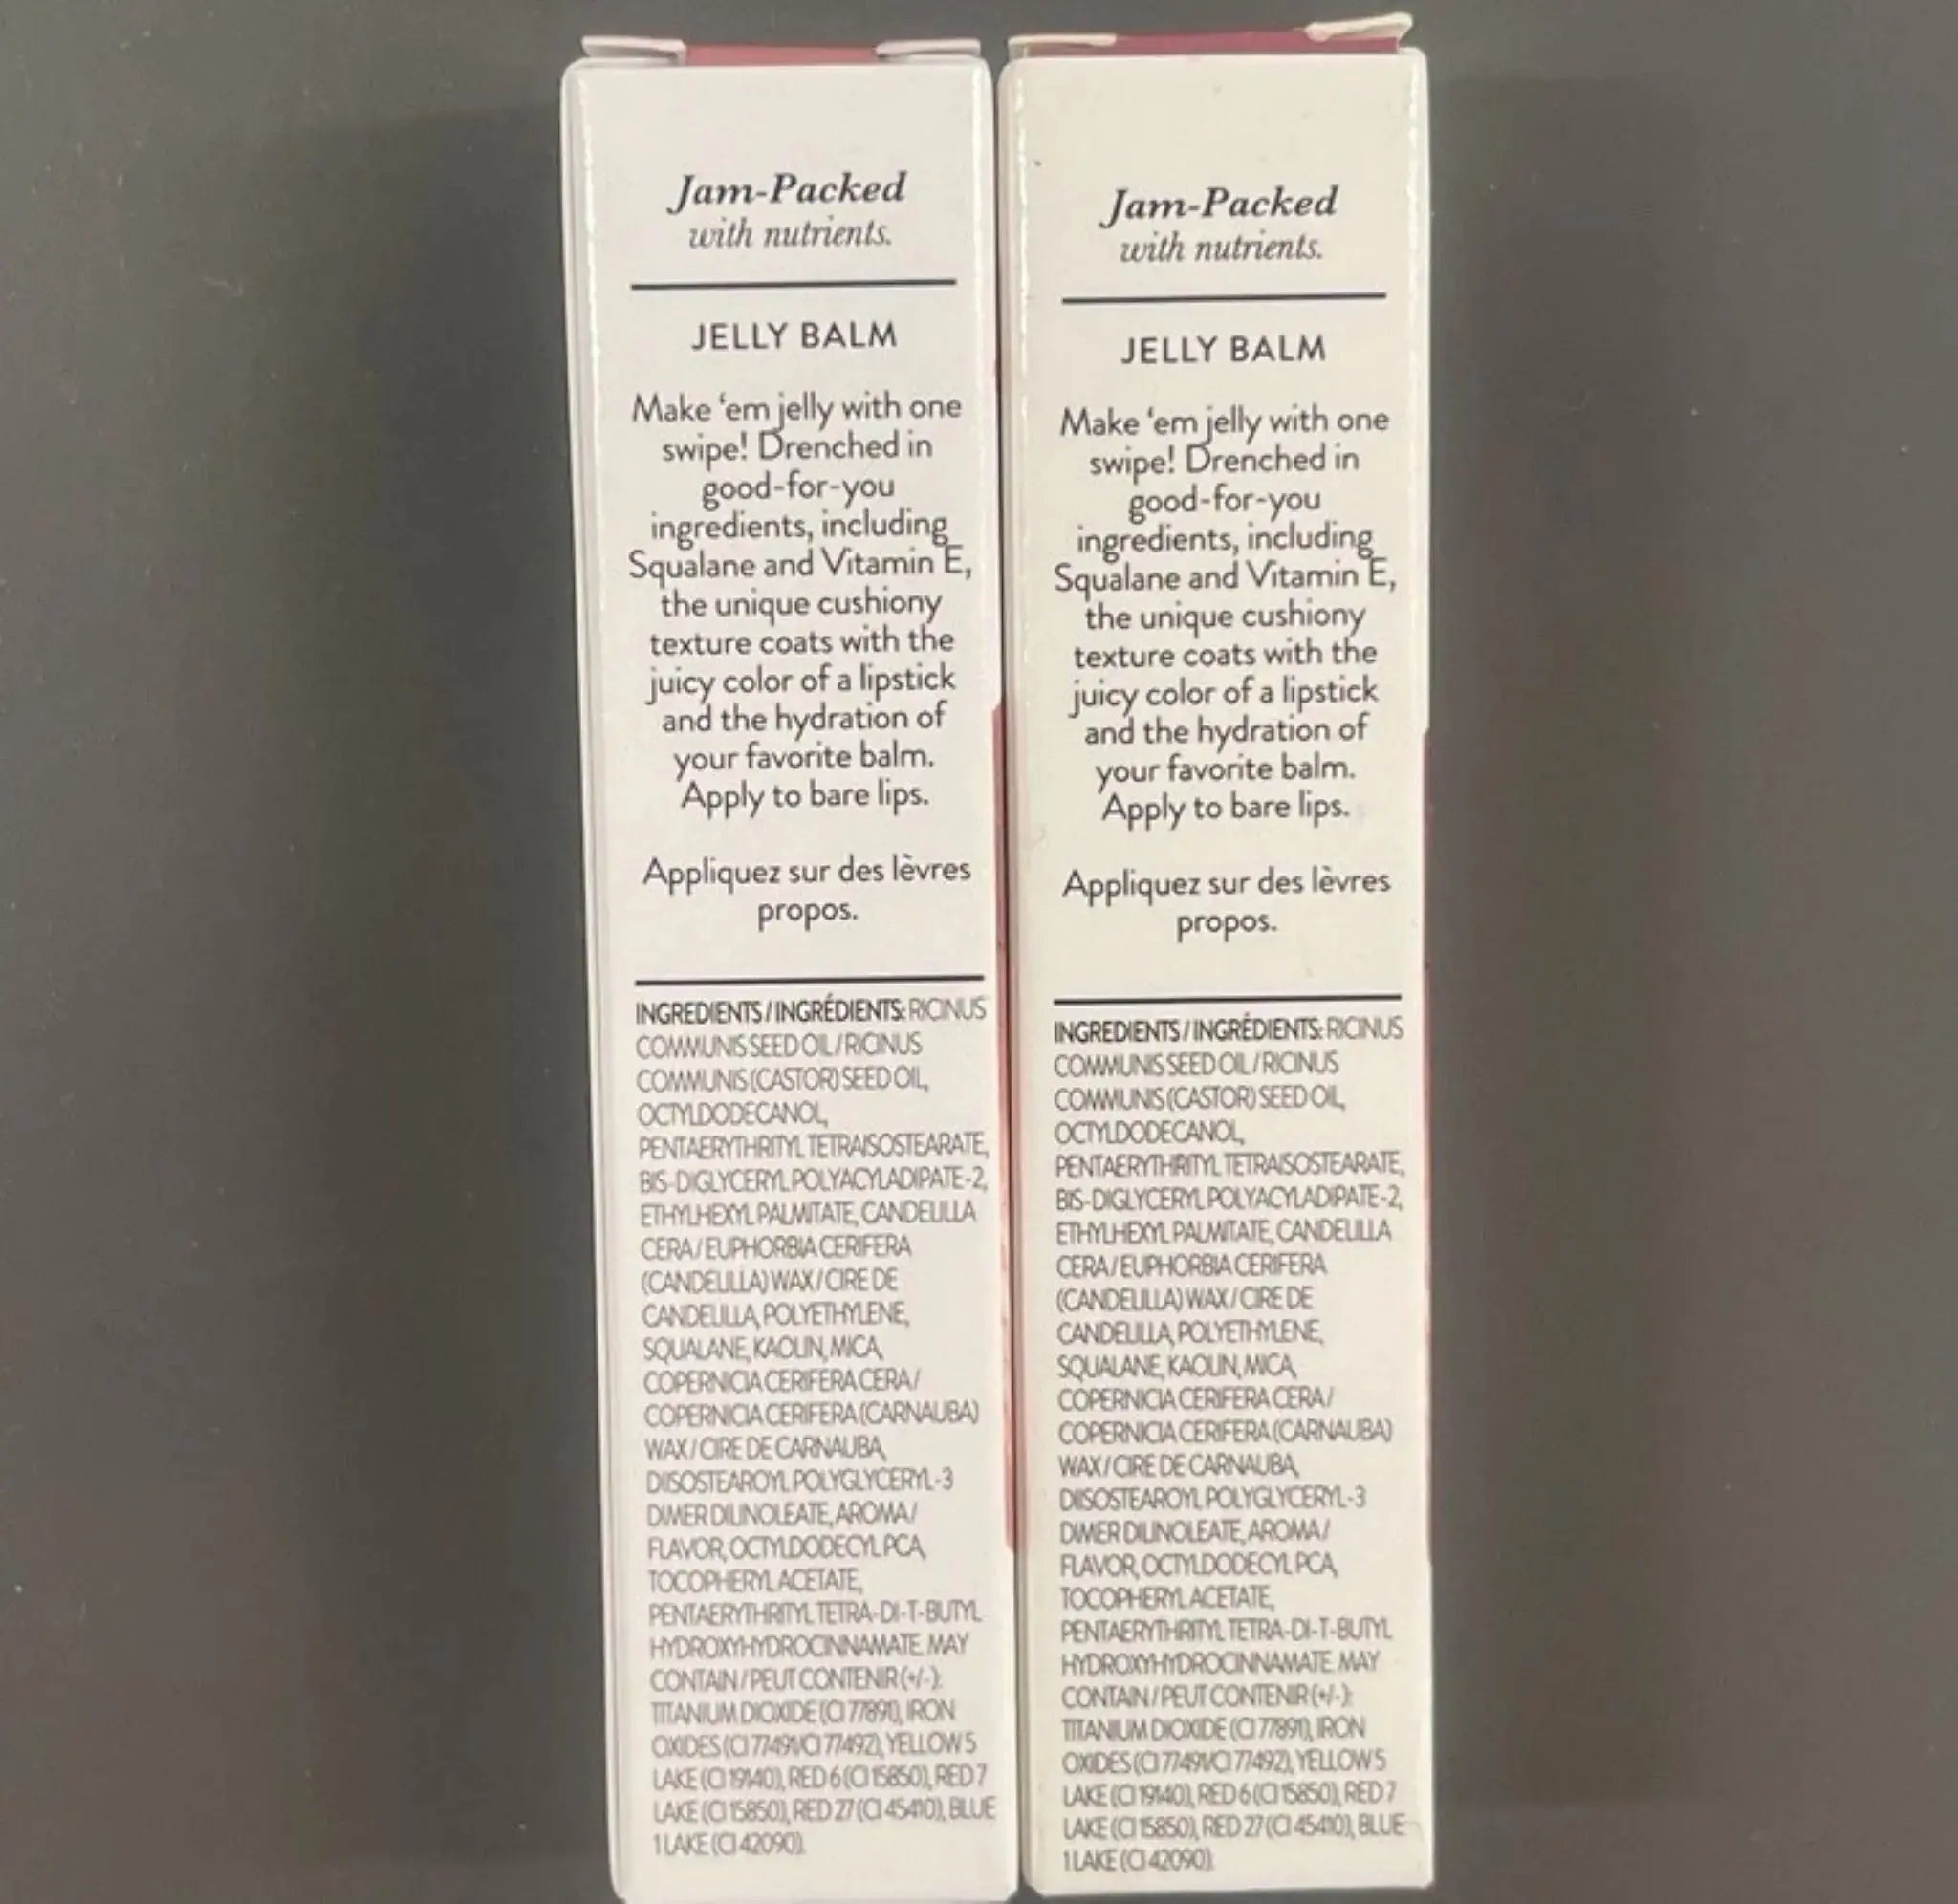 Jam-Packed
with nutrients.
JELLY BALM
Make 'em jelly with one
swipe! Drenched in
good-for-you
ingredients, including
Squalane and Vitamin E,
the unique cushiony
texture coats with the
juicy color of a lipstick
and the hydration of
your favorite balm.
Apply to bare lips.
Appliquez sur des lèvres
propos.
INGREDIENTS / INGRÉDIENTS: RICINUS
COMMUNIS SEED OIL / RICINUS
COMMUNIS (CASTOR) SEED OIL,
OCTYLDODECANOL,
PENTAERYTHRITYL TETRAISOSTEARATE,
BIS-DIGLYCERYL POLYACYLADIPATE-2,
ETHYLHEXYL PALMITATE, CANDELILLA
CERA / EUPHORBIA CERIFERA
(CANDELILLA) WAX / CIRE DE
CANDELILLA, POLYETHYLENE,
SQUALANE, KAOLIN, MICA,
COPERNICIA CERIFERA CERA /
COPERNICIA CERIFERA (CARNAUBA)
WAX / CIRE DE CARNAUBA,
DIISOSTEAROYL POLYGLYCERYL-3
DIMER DILINOLEATE, AROMA /
FLAVOR, OCTYLDODECYL PCA,
TOCOPHERYL ACETATE,
PENTAERYTHRITYL TETRA-DI-T-BUTYL
HYDROXYHYDROCINNAMATE. MAY
CONTAIN / PEUT CONTENIR (+/-):
TITANIUM DIOXIDE (CI 77891), IRON
OXIDES (CI 77491/CI 77492), YELLOW 5
LAKE (CI 19140), RED 6 (CI 15850), RED 7
LAKE (CI 15850), RED 27 (CI 45410), BLUE
1 LAKE (CI 42090).
Jam-Packed
with nutrients.
JELLY BALM
Make 'em jelly with one
swipe! Drenched in
good-for-you
ingredients, including
Squalane and Vitamin E,
the unique cushiony
texture coats with the
juicy color of a lipstick
and the hydration of
your favorite balm.
Apply to bare lips.
Appliquez sur des lèvres
propos.
INGREDIENTS / INGRÉDIENTS: RICINUS
COMMUNIS SEED OIL / RICINUS
COMMUNIS (CASTOR) SEED OIL,
OCTYLDODECANOL,
PENTAERYTHRITYL TETRAISOSTEARATE,
BIS-DIGLYCERYL POLYACYLADIPATE-2,
ETHYLHEXYL PALMITATE, CANDELILLA
CERA / EUPHORBIA CERIFERA
(CANDELILLA) WAX / CIRE DE
CANDELILLA, POLYETHYLENE,
SQUALANE, KAOLIN, MICA,
COPERNICIA CERIFERA CERA /
COPERNICIA CERIFERA (CARNAUBA)
WAX / CIRE DE CARNAUBA,
DIISOSTEAROYL POLYGLYCERYL-3
DIMER DILINOLEATE, AROMA /
FLAVOR, OCTYLDODECYL PCA,
TOCOPHERYL ACETATE,
PENTAERYTHRITYL TETRA-DI-T-BUTYL
HYDROXYHYDROCINNAMATE. MAY
CONTAIN / PEUT CONTENIR (+/-):
TITANIUM DIOXIDE (CI 77891), IRON
OXIDES (CI 77491/CI 77492), YELLOW 5
LAKE (CI 19140), RED 6 (CI 15850), RED 7
LAKE (CI 15850), RED 27 (CI 45410), BLUE
1 LAKE (CI 42090).